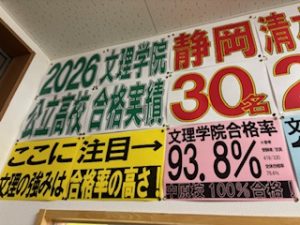 2026 文理学院
公立高校 合格実績
ここに注目→
文理の強みは「合格率の高さ」
静岡
30名
文理学院合格率
93.8%
100%合格